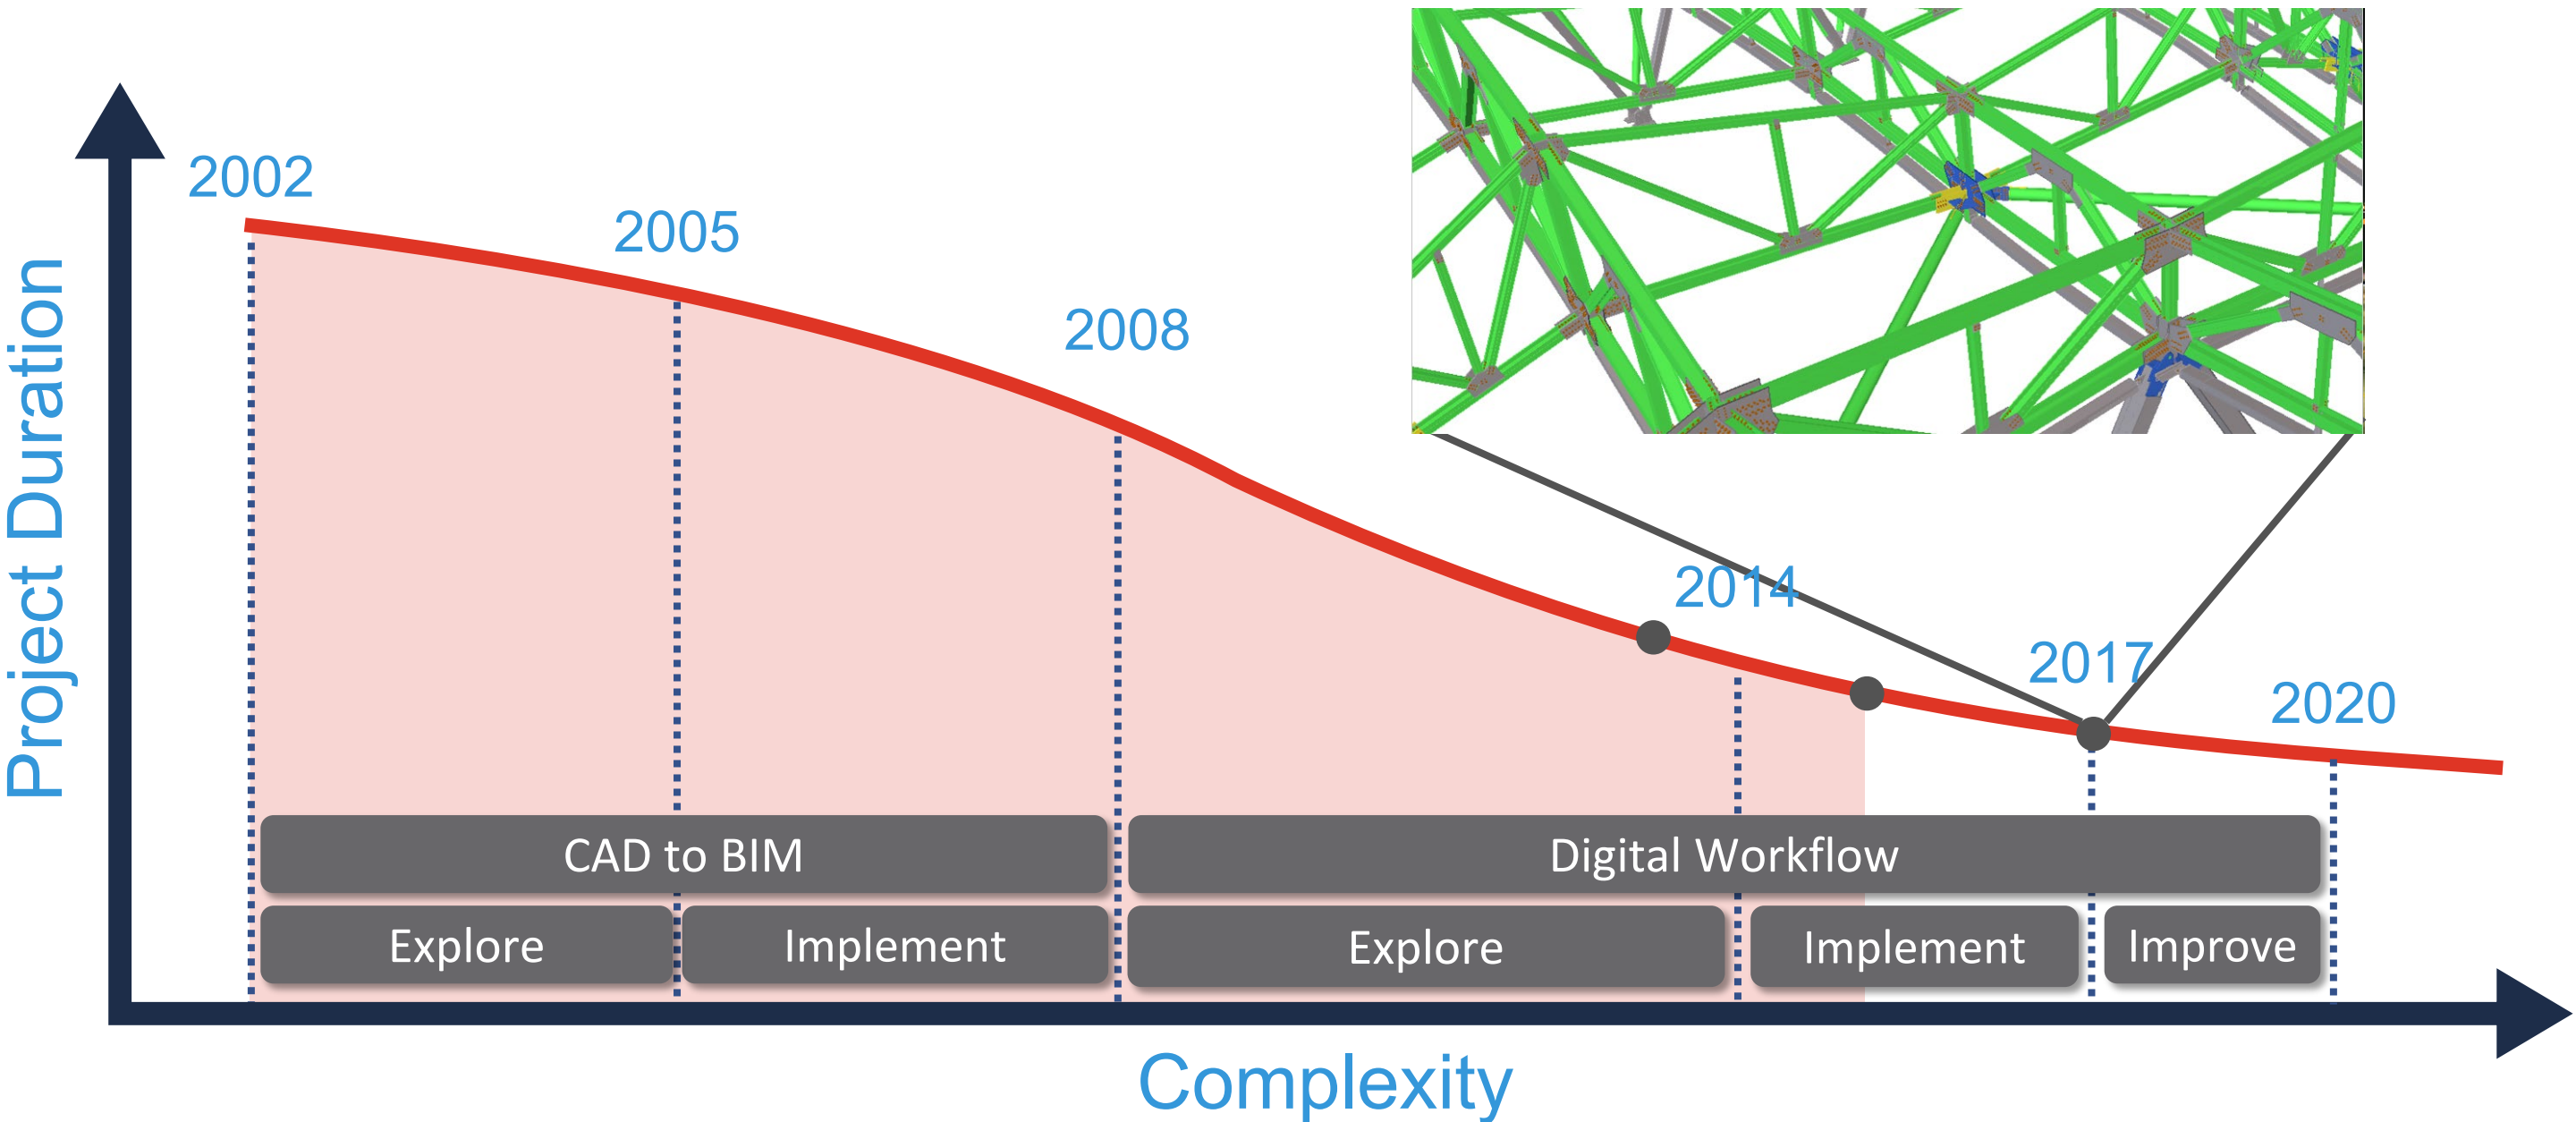 Project Duration
2002
2005
2008
2014
2017
2020
CAD to BIM
Digital Workflow
Explore
Implement
Explore
Implement
Improve
Complexity